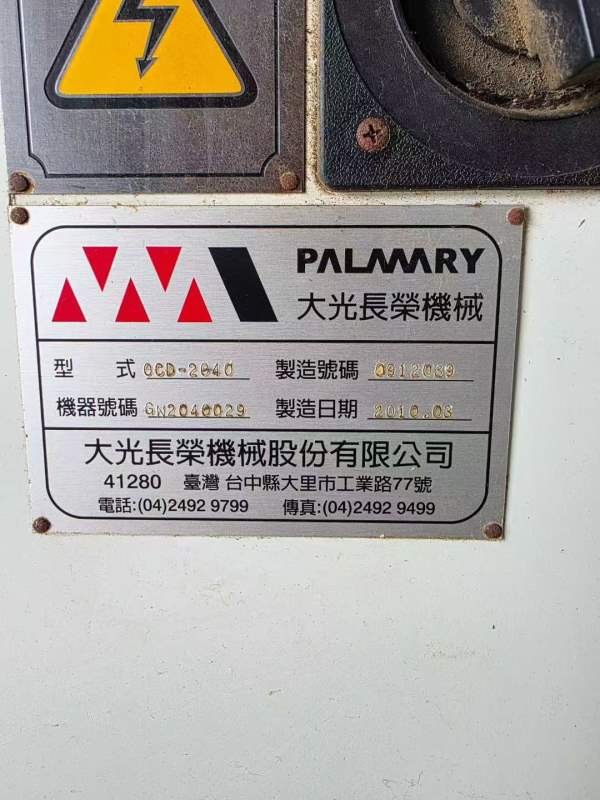 PALMARY
大光長榮機械
型 式 OCD-2040 製造號碼 0912039
機器號碼 GN2040029 製造日期 2010.03
大光長榮機械股份有限公司
41280 臺灣 台中縣大里市工業路77號
電話:(04)2492 9799 傳真:(04)2492 9499